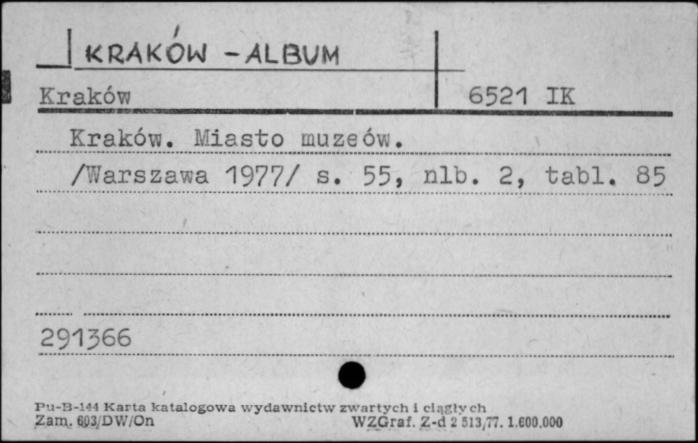 KRAKÓW - ALBUM
Kraków 6521 IK
Kraków. Miasto muzeów.
/Warszawa 1977/ s. 55, nlb. 2, tabl. 85
291366
Pu-B-144 Karta katalogowa wydawnictw zwartych i ciągłych
Zam. 603/DW/On WZGraf. Z-d 2 513,77. 1.600.000